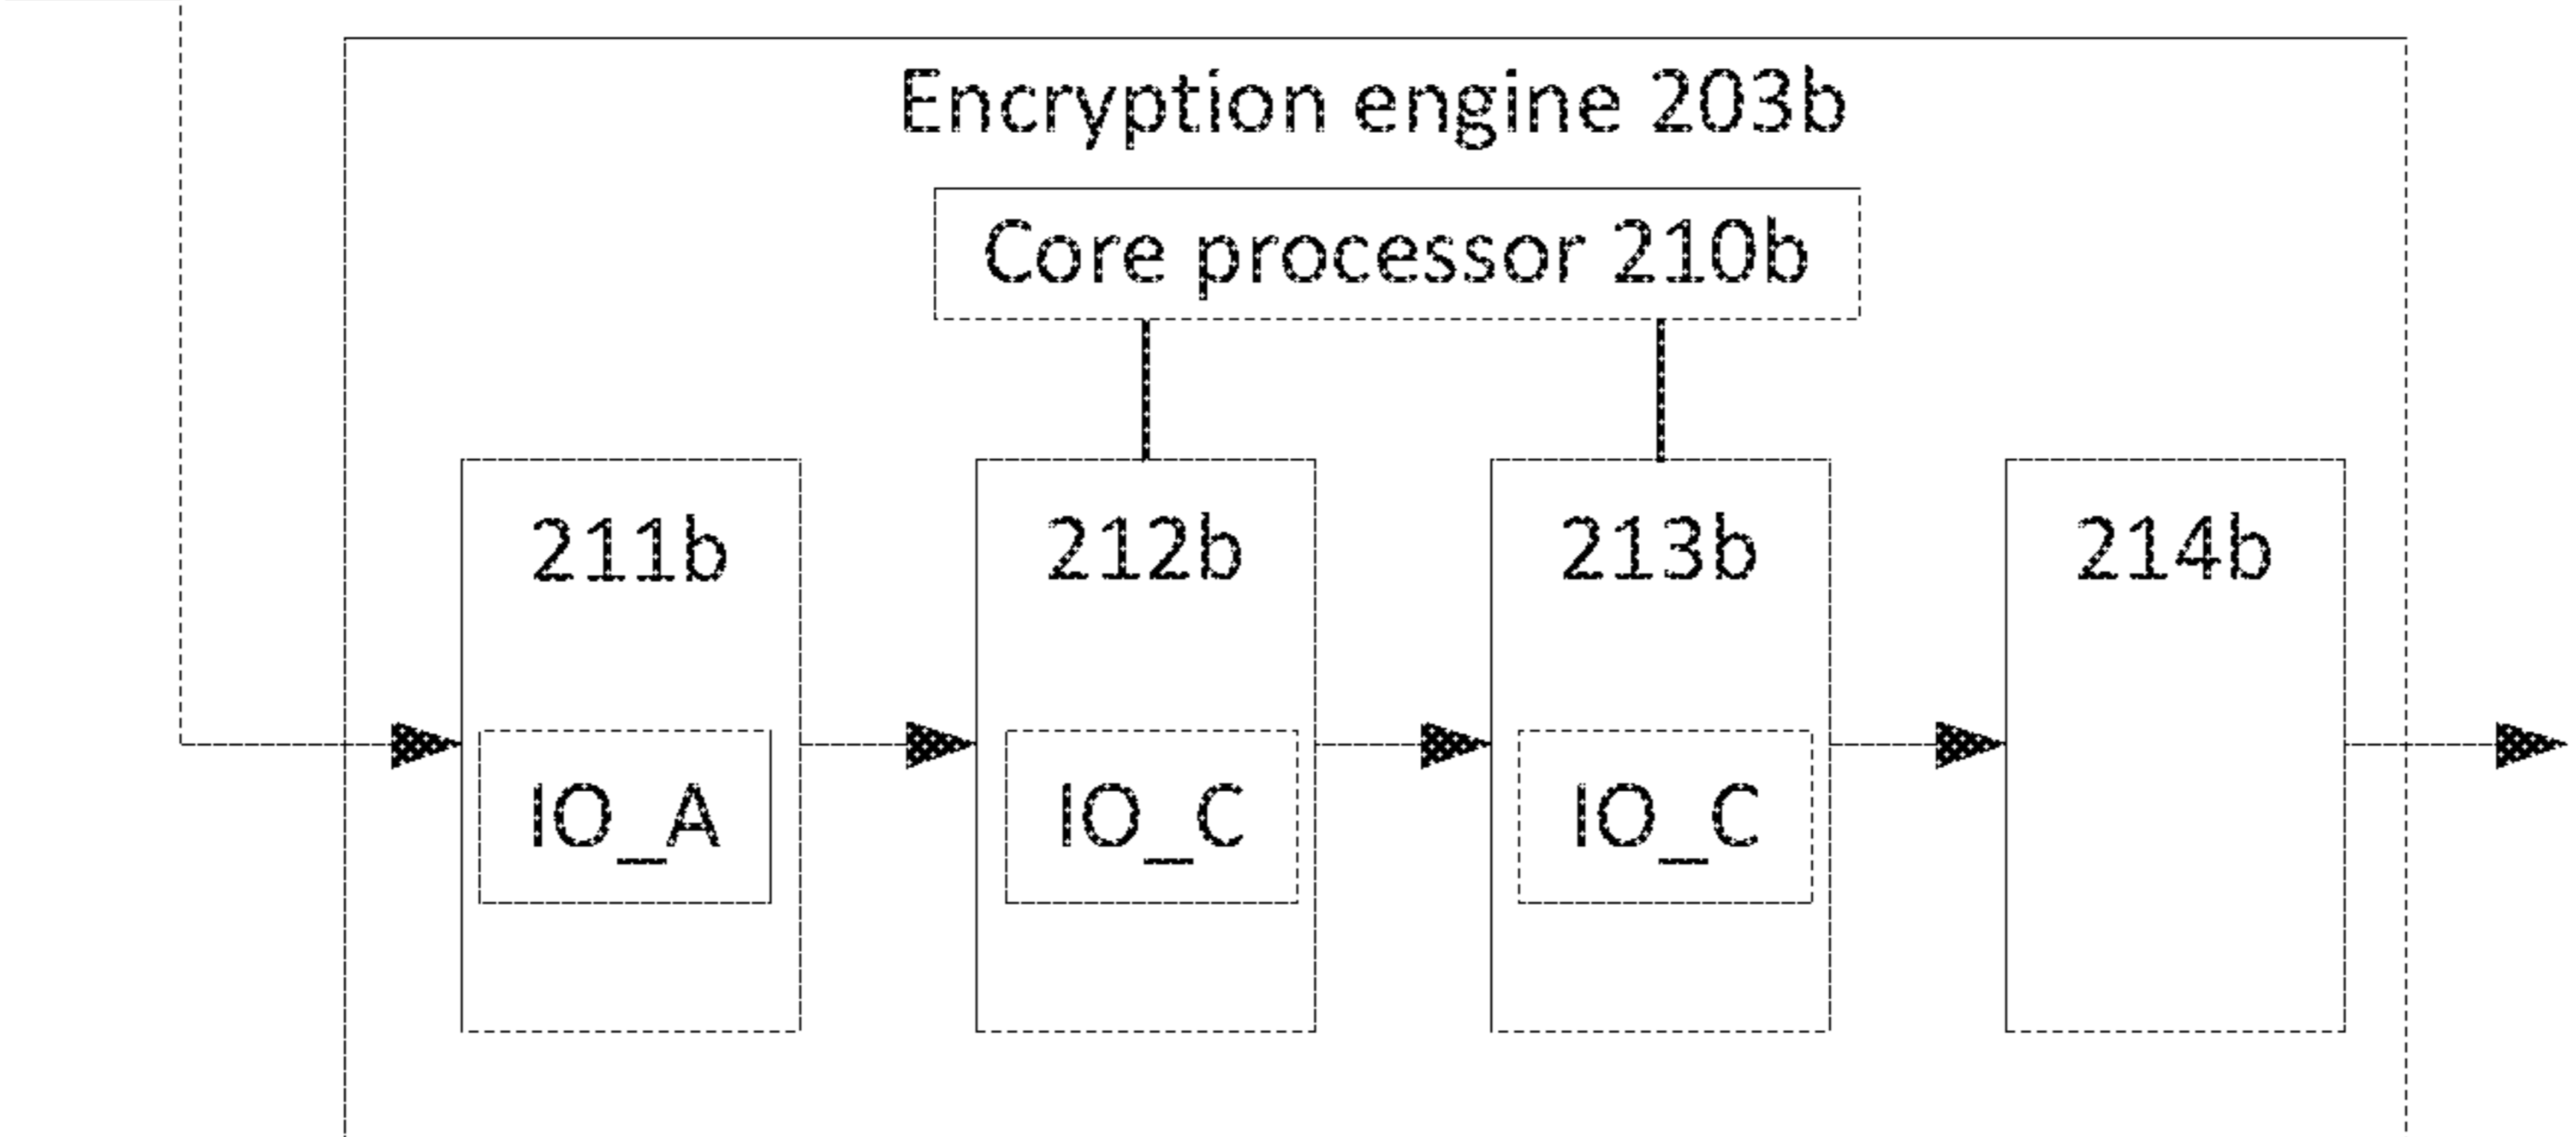 Encryption engine 203b
Core processor 210b
211b
212b
213b
214b
IO_A
IO_C
IO_C